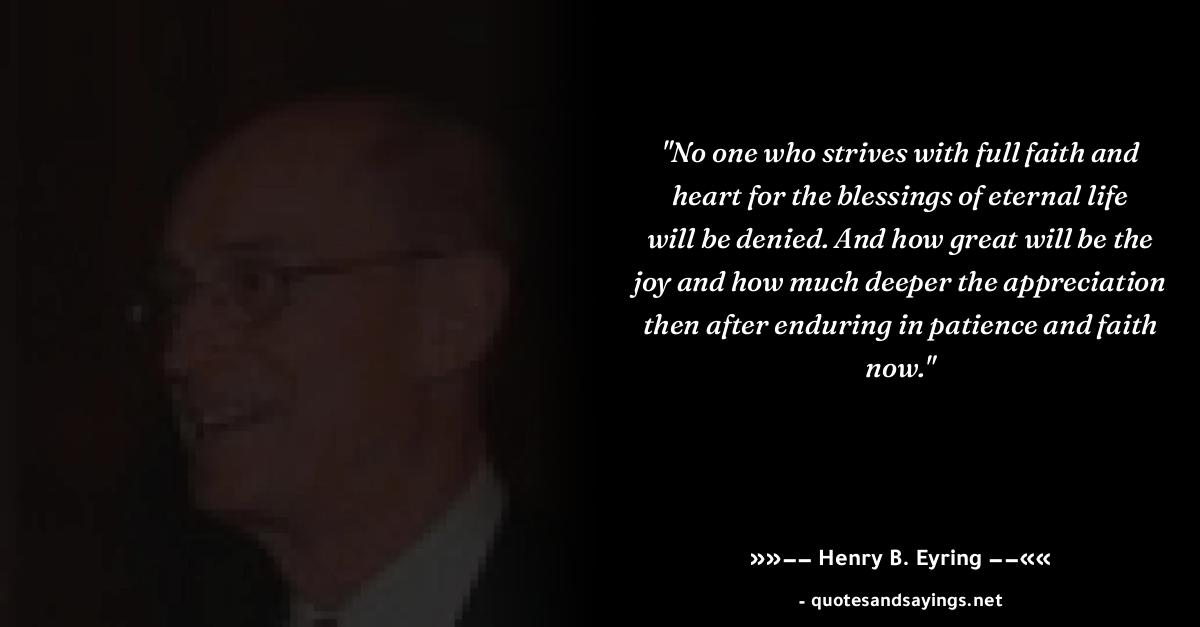 "No one who strives with full faith and
heart for the blessings of eternal life
will be denied. And how great will be the
joy and how much deeper the appreciation
then after enduring in patience and faith
now."
»»−− Henry B. Eyring −−««
- quotesandsayings.net